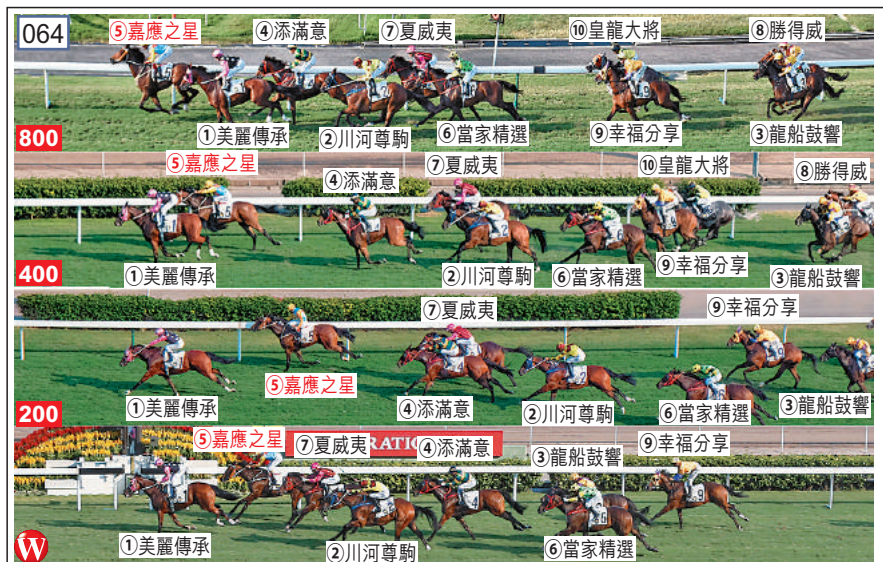 064
⑤嘉應之星 ④添滿意 ⑦夏威夷 ⑩皇龍大將 ⑧勝得威
800
①美麗傳承 ②川河尊駒 ⑥當家精選 ⑨幸福分享 ③龍船鼓響
⑤嘉應之星 ④添滿意 ⑦夏威夷 ⑩皇龍大將 ⑧勝得威
400
①美麗傳承 ②川河尊駒 ⑥當家精選 ⑨幸福分享 ③龍船鼓響
⑦夏威夷 ⑨幸福分享
200
①美麗傳承 ⑤嘉應之星 ④添滿意 ②川河尊駒 ⑥當家精選 ③龍船鼓響
⑤嘉應之星 ⑦夏威夷 RATIO ④添滿意 ③龍船鼓響 ⑨幸福分享
W
①美麗傳承 ②川河尊駒 ⑥當家精選